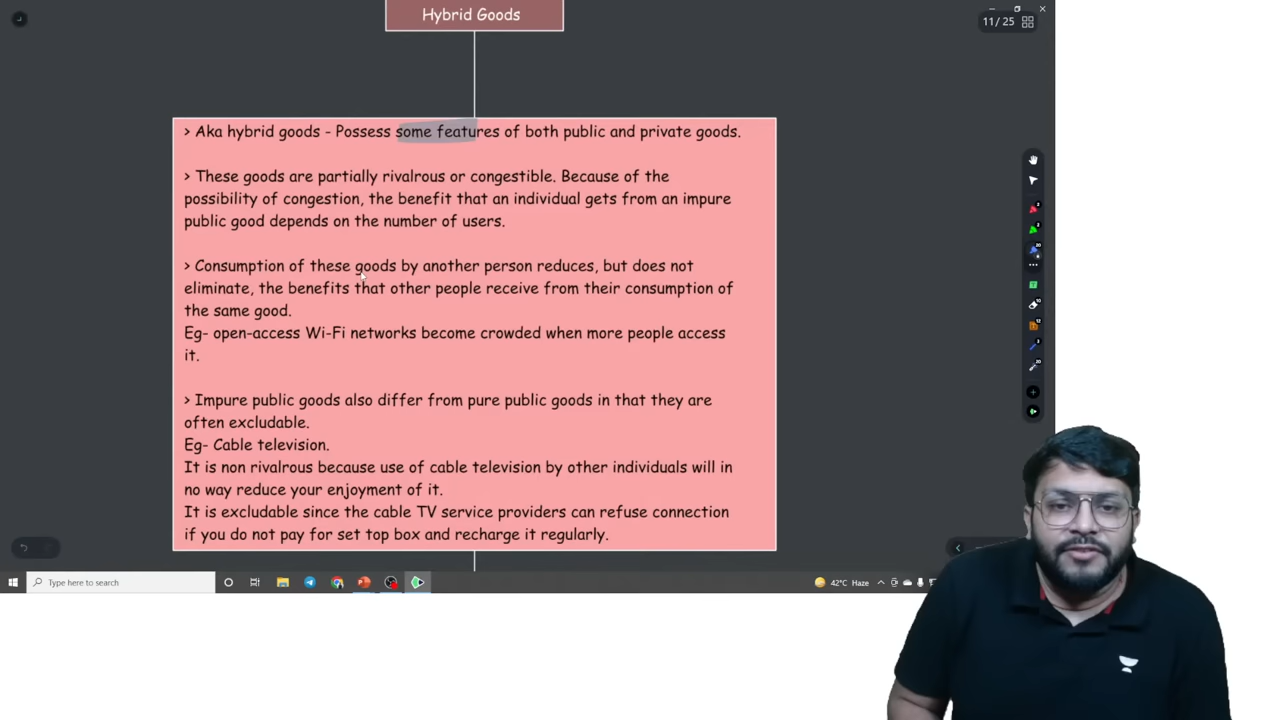 Hybrid Goods
11/ 25
> Aka hybrid goods - Possess some features of both public and private goods.
> These goods are partially rivalrous or congestible. Because of the
possibility of congestion, the benefit that an individual gets from an impure
public good depends on the number of users.
> Consumption of these goods by another person reduces, but does not
eliminate, the benefits that other people receive from their consumption of
the same good.
Eg- open-access Wi-Fi networks become crowded when more people access
it.
> Impure public goods also differ from pure public goods in that they are
often excludable.
Eg- Cable television.
It is non rivalrous because use of cable television by other individuals will in
no way reduce your enjoyment of it.
It is excludable since the cable TV service providers can refuse connection
if you do not pay for set top box and recharge it regularly.
Type here to search
42°C Haze